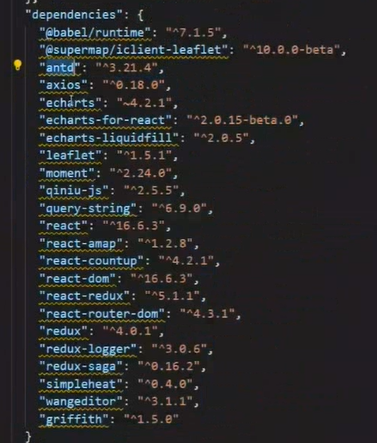 "dependencies": {
"@babel/runtime": "^7.1.5",
"@supermap/iclient-leaflet": "^10.0.0-beta",
"antd": "^3.21.4",
"axios": "^0.18.0",
"echarts": "~4.2.1",
"echarts-for-react": "^2.0.15-beta.0",
"echarts-liquidfill": "^2.0.5",
"leaflet": "^1.5.1",
"moment": "^2.24.0",
"qiniu-js": "^2.5.5",
"query-string": "^6.9.0",
"react": "^16.6.3",
"react-amap": "^1.2.8",
"react-countup": "^4.2.1",
"react-dom": "^16.6.3",
"react-redux": "^5.1.1",
"react-router-dom": "^4.3.1",
"redux": "^4.0.1",
"redux-logger": "^3.0.6",
"redux-saga": "^0.16.2",
"simpleheat": "^0.4.0",
"wangeditor": "^3.1.1",
"griffith": "^1.5.0"
}